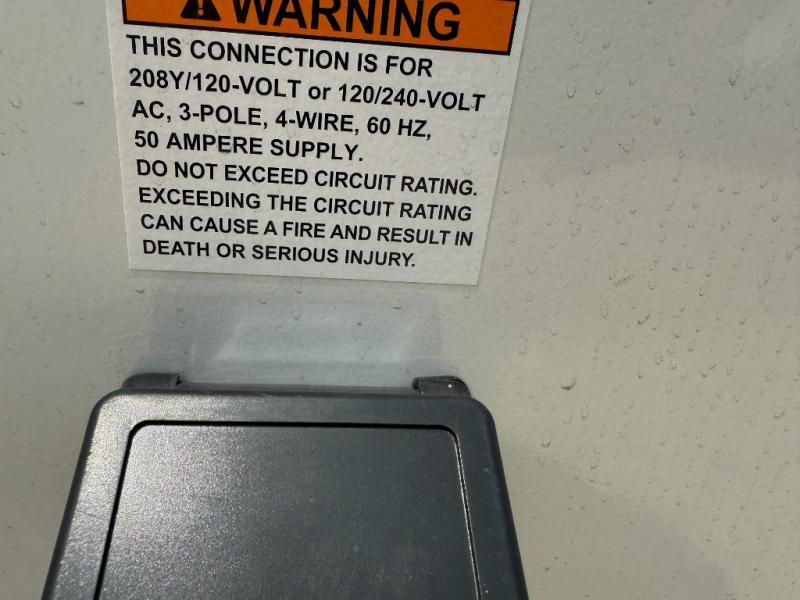 WARNING
THIS CONNECTION IS FOR
208Y/120-VOLT or 120/240-VOLT
AC, 3-POLE, 4-WIRE, 60 HZ,
50 AMPERE SUPPLY.
DO NOT EXCEED CIRCUIT RATING.
EXCEEDING THE CIRCUIT RATING
CAN CAUSE A FIRE AND RESULT IN
DEATH OR SERIOUS INJURY.